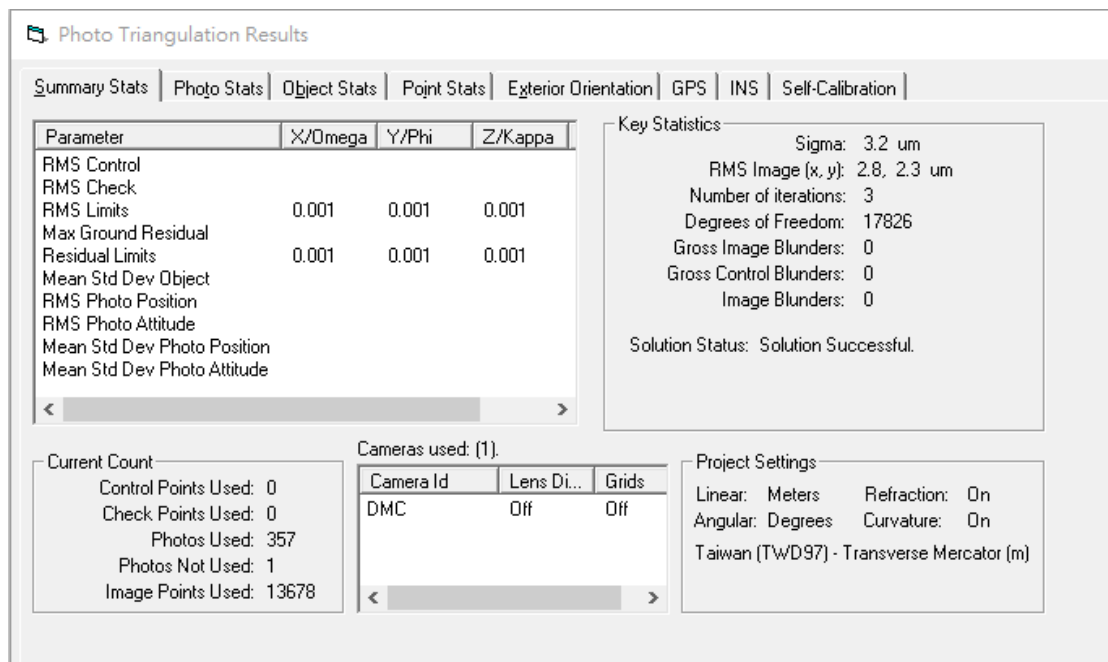 Photo Triangulation Results
Summary Stats Photo Stats Object Stats Point Stats Exterior Orientation GPS INS Self-Calibration
Parameter X/Omega Y/Phi Z/Kappa
RMS Control
RMS Check
RMS Limits 0.001 0.001 0.001
Max Ground Residual
Residual Limits 0.001 0.001 0.001
Mean Std Dev Object
RMS Photo Position
RMS Photo Attitude
Mean Std Dev Photo Position
Mean Std Dev Photo Attitude
Key Statistics
Sigma: 3.2 um
RMS Image (x, y): 2.8, 2.3 um
Number of iterations: 3
Degrees of Freedom: 17826
Gross Image Blunders: 0
Gross Control Blunders: 0
Image Blunders: 0
Solution Status: Solution Successful.
Current Count
Control Points Used: 0
Check Points Used: 0
Photos Used: 357
Photos Not Used: 1
Image Points Used: 13678
Cameras used: (1).
Camera Id Lens Di... Grids
DMC Off Off
Project Settings
Linear: Meters Refraction: On
Angular: Degrees Curvature: On
Taiwan (TWD97) - Transverse Mercator (m)